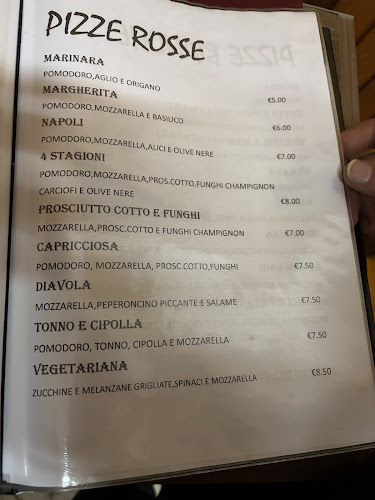 PIZZE ROSSE
MARINARA
POMODORO,AGLIO E ORIGANO €5.00
MARGHERITA
POMODORO,MOZZARELLA E BASILICO €6.00
NAPOLI
POMODORO,MOZZARELLA,ALICI E OLIVE NERE €7.00
4 STAGIONI
POMODORO,MOZZARELLA,PROS.COTTO,FUNGHI CHAMPIGNON
CARCIOFI E OLIVE NERE €8.00
PROSCIUTTO COTTO E FUNGHI
MOZZARELLA,PROSC.COTTO E FUNGHI CHAMPIGNON €7.00
CAPRICCIOSA
POMODORO, MOZZARELLA, PROSC.COTTO,FUNGHI €7.50
DIAVOLA
MOZZARELLA,PEPERONCINO PICCANTE E SALAME €7.50
TONNO E CIPOLLA
POMODORO, TONNO, CIPOLLA E MOZZARELLA €7.50
VEGETARIANA
ZUCCHINE E MELANZANE GRIGLIATE,SPINACI E MOZZARELLA €8.50